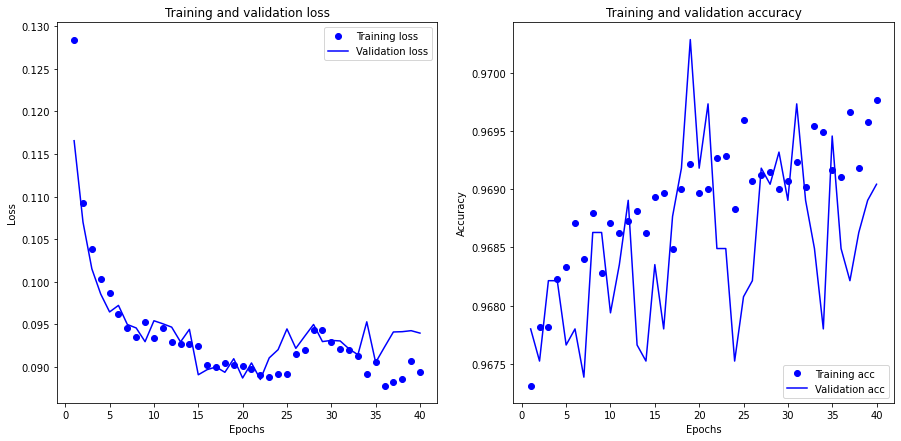 Training and validation loss
0.130
0.125
0.120
0.115
0.110
0.105
0.100
0.095
0.090
Loss
Training loss
Validation loss
0 5 10 15 20 25 30 35 40
Epochs
Training and validation accuracy
0.9700
0.9695
0.9690
0.9685
0.9680
0.9675
Accuracy
Training acc
Validation acc
0 5 10 15 20 25 30 35 40
Epochs